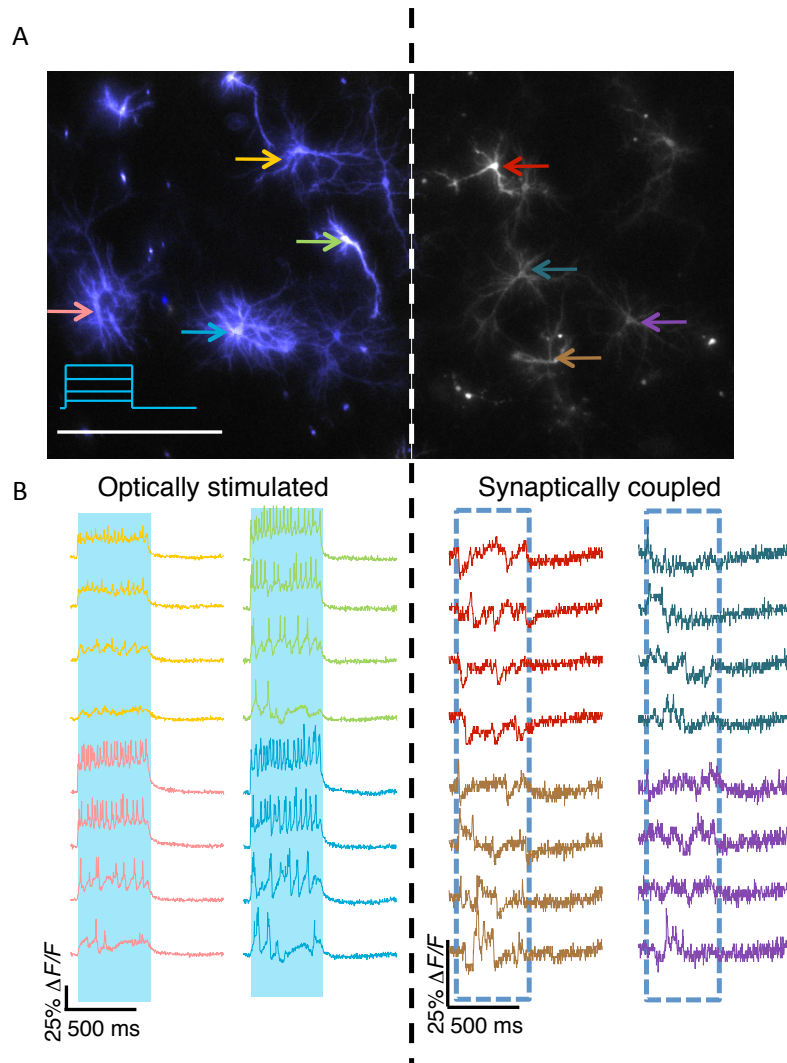 A
B
Optically stimulated
Synaptically coupled
25% ΔF/F
500 ms
25% ΔF/F
500 ms